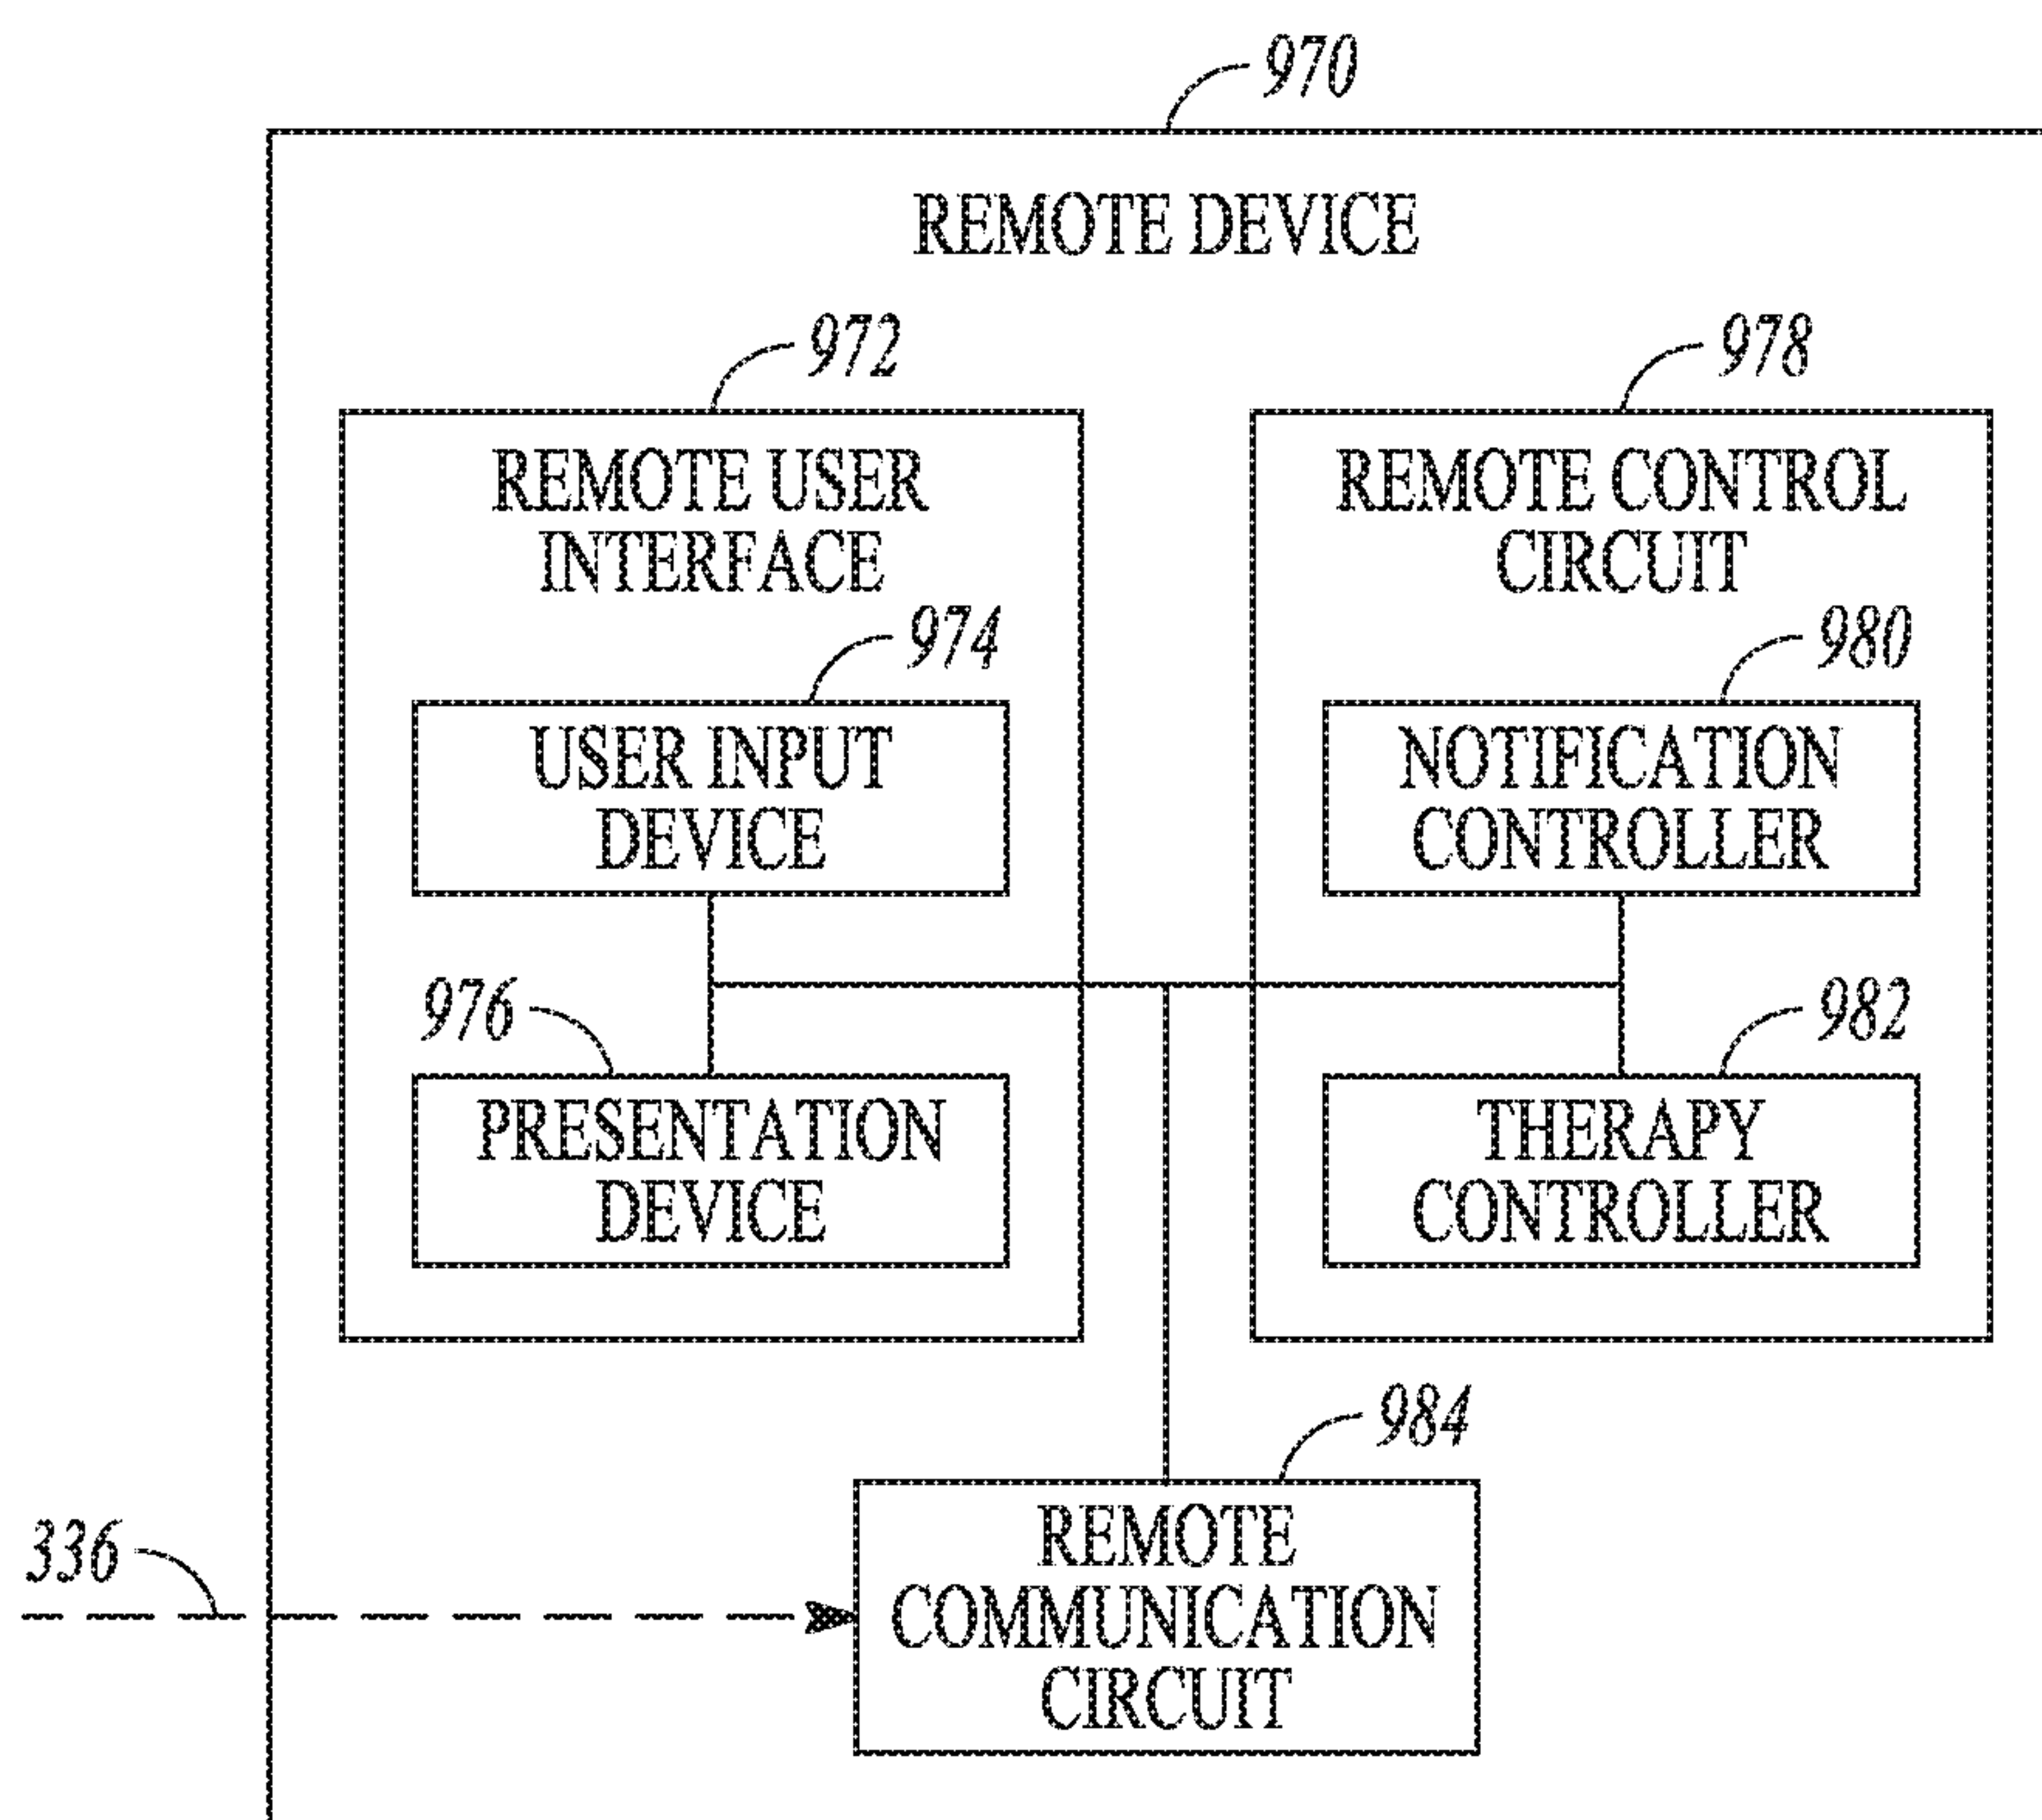 970
REMOTE DEVICE
972
978
REMOTE USER
INTERFACE
REMOTE CONTROL
CIRCUIT
974
980
USER INPUT
DEVICE
NOTIFICATION
CONTROLLER
976
982
PRESENTATION
DEVICE
THERAPY
CONTROLLER
984
336
REMOTE
COMMUNICATION
CIRCUIT